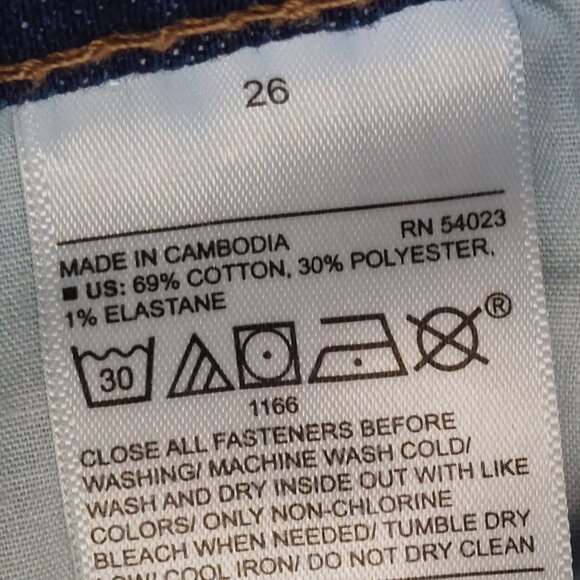 26
RN 54023
MADE IN CAMBODIA
■ US: 69% COTTON, 30% POLYESTER,
1% ELASTANE
30
®
1166
CLOSE ALL FASTENERS BEFORE
WASHING/ MACHINE WASH COLD/
WASH AND DRY INSIDE OUT WITH LIKE
COLORS/ ONLY NON-CHLORINE
BLEACH WHEN NEEDED/ TUMBLE DRY
LOW/ COOL IRON/ DO NOT DRY CLEAN